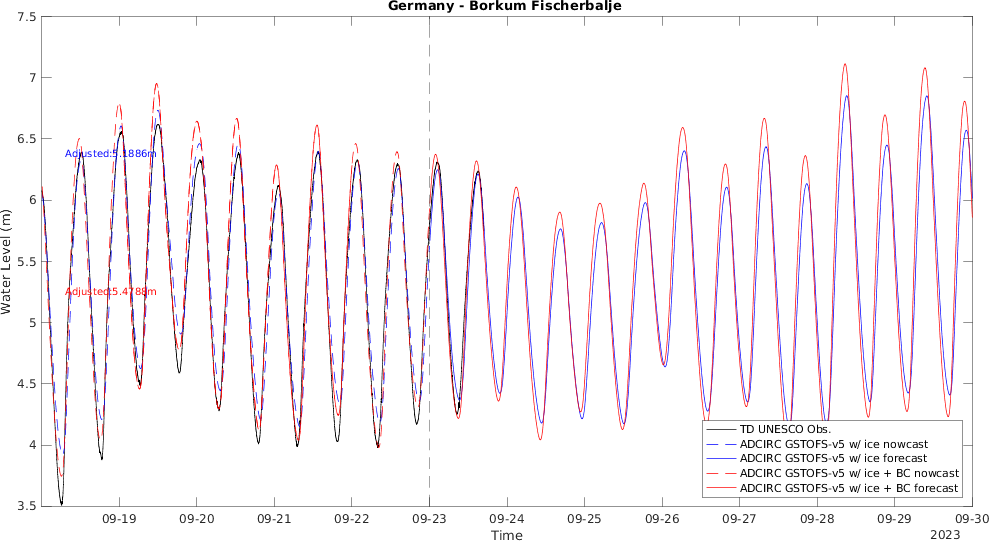 Germany - Borkum Fischerbalje
7.5
7
6.5
6
5.5
5
4.5
4
3.5
Water Level (m)
Adjusted:5.1886m
Adjusted:5.4788m
TD UNESCO Obs.
ADCIRC GSTOFS-v5 w/ ice nowcast
ADCIRC GSTOFS-v5 w/ ice forecast
ADCIRC GSTOFS-v5 w/ ice + BC nowcast
ADCIRC GSTOFS-v5 w/ ice + BC forecast
09-19 09-20 09-21 09-22 09-23 09-24 09-25 09-26 09-27 09-28 09-29 09-30
Time
2023